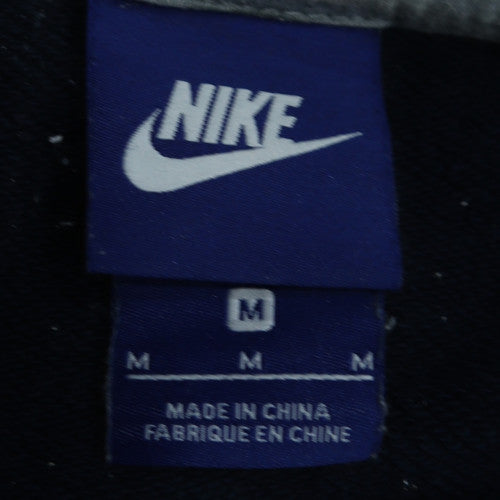 NIKE
M
M M M
MADE IN CHINA
FABRIQUE EN CHINE